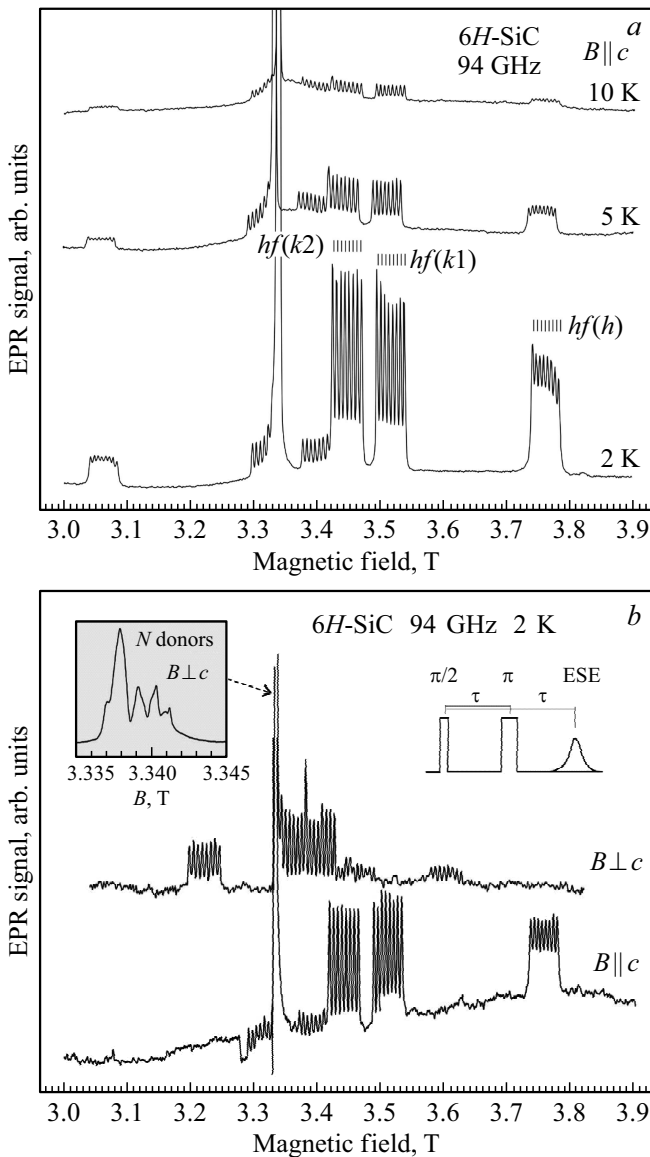 a
6H-SiC
94 GHz
B∥c
10 K
5 K
hf(k2)
hf(k1)
hf(h)
2 K
EPR signal, arb. units
3.0 3.1 3.2 3.3 3.4 3.5 3.6 3.7 3.8 3.9
Magnetic field, T
b
6H-SiC 94 GHz 2 K
N donors
B⊥c
3.335 3.340 3.345
B, T
π/2 π ESE
τ τ
B⊥c
B∥c
EPR signal, arb. units
3.0 3.1 3.2 3.3 3.4 3.5 3.6 3.7 3.8 3.9
Magnetic field, T